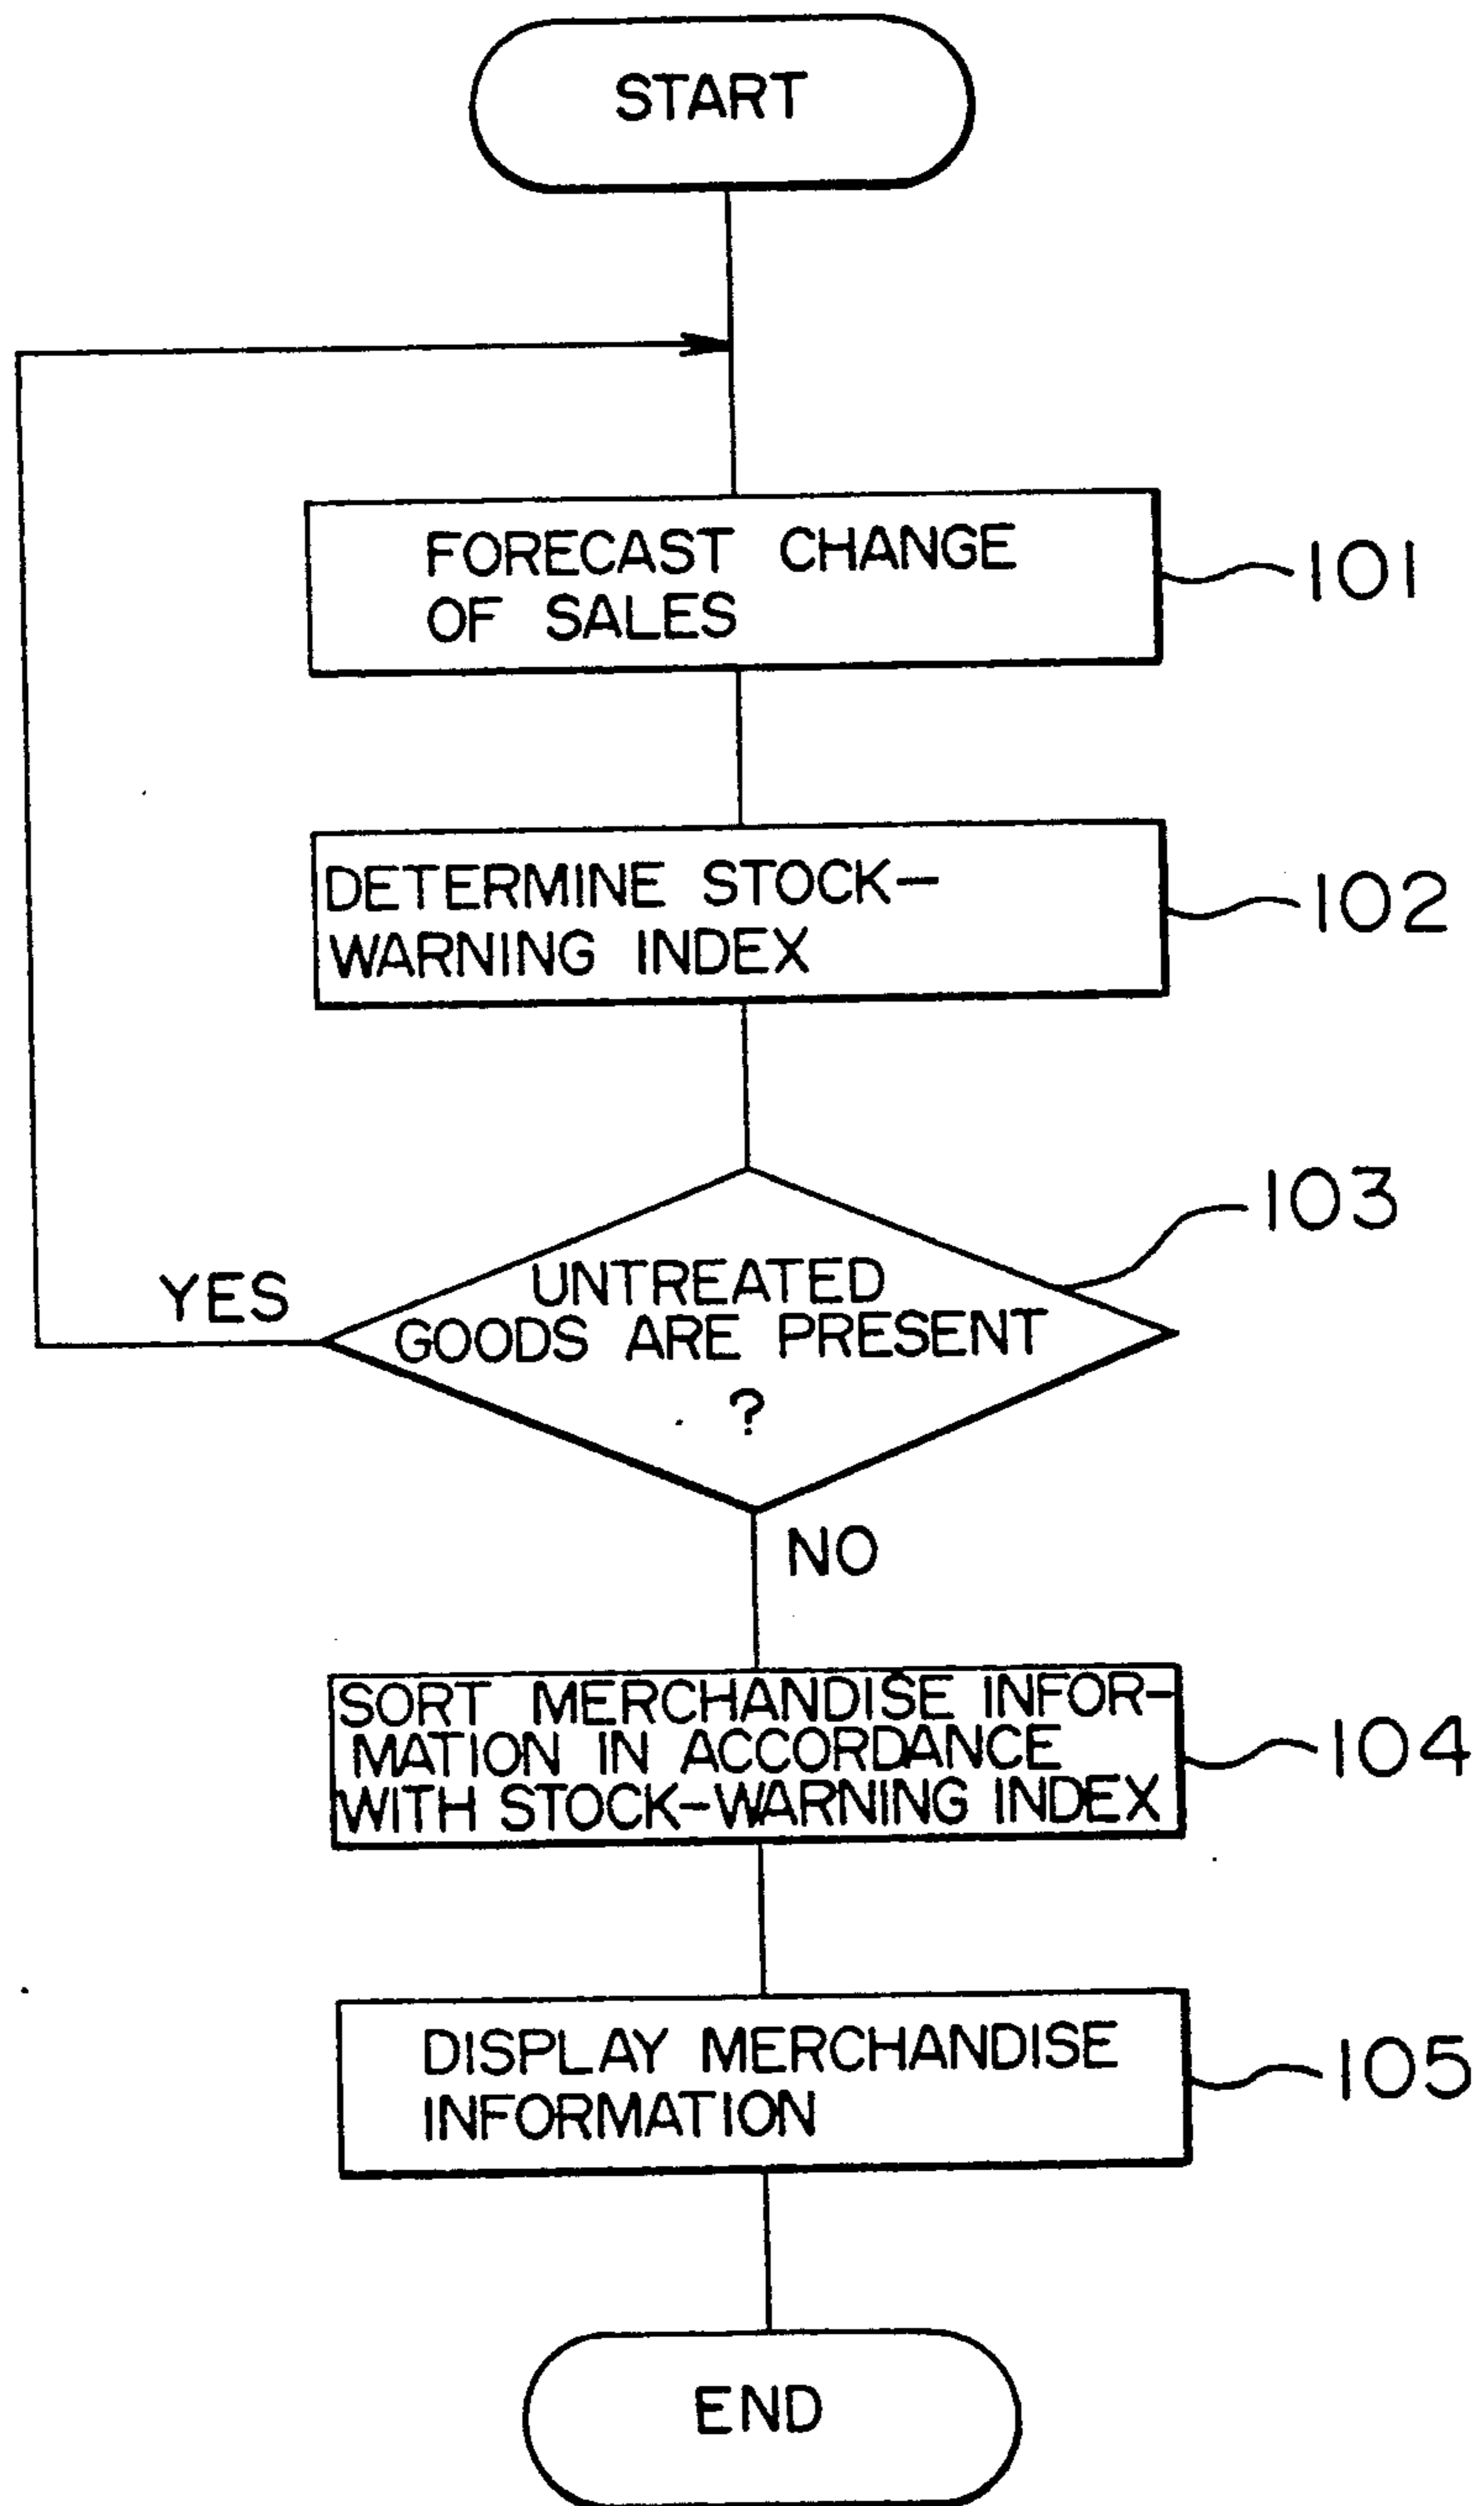 START
FORECAST CHANGE
OF SALES
101
DETERMINE STOCK-
WARNING INDEX
102
103
UNTREATED
GOODS ARE PRESENT
?
YES
NO
SORT MERCHANDISE INFOR-
MATION IN ACCORDANCE
WITH STOCK-WARNING INDEX
104
DISPLAY MERCHANDISE
INFORMATION
105
END